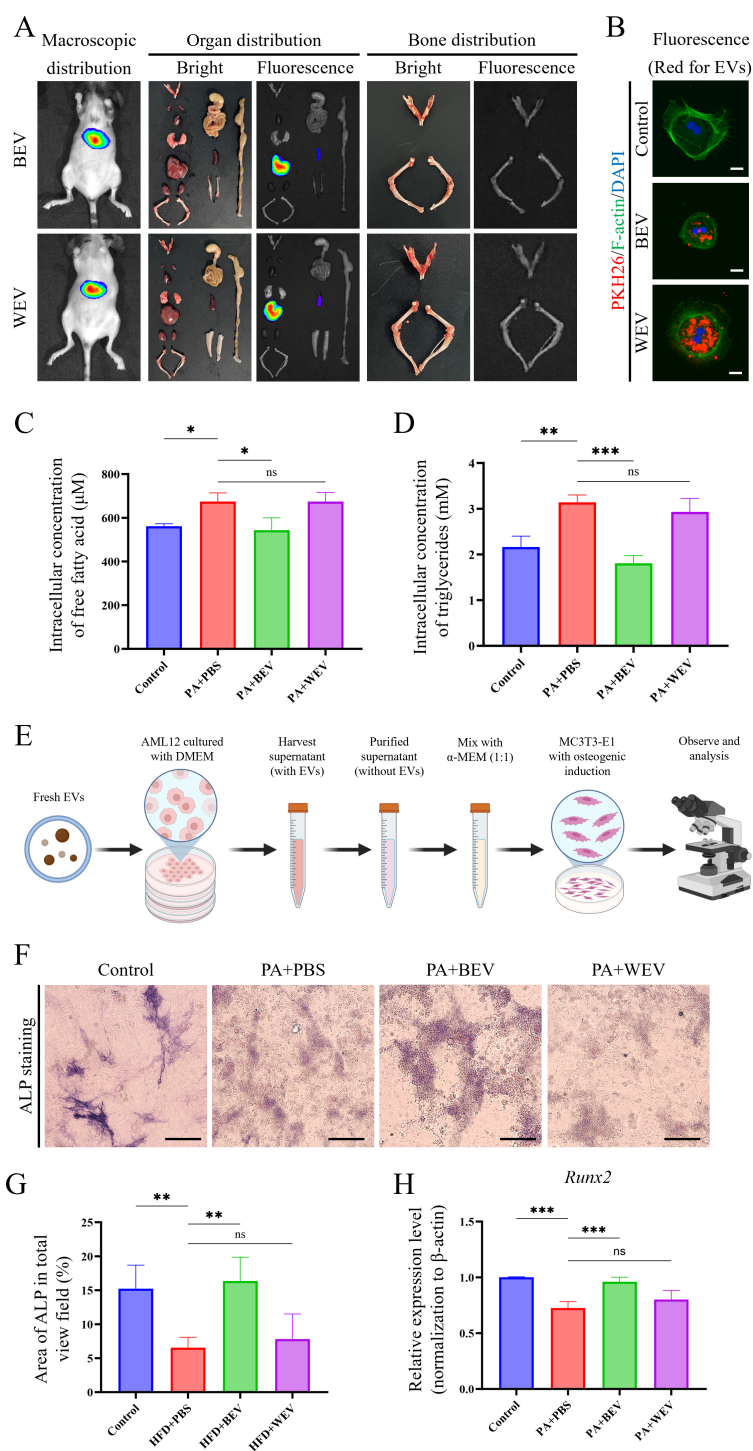 A
Macroscopic
distribution
Organ distribution
Bright
Fluorescence
Bone distribution
Bright
Fluorescence
BEV
WEV
B
Fluorescence
(Red for EVs)
PKH26/F-actin/DAPI
Control
BEV
WEV
C
Intracellular concentration
of free fatty acid (μM)
800
600
400
200
0
*
*
ns
Control
PA+PBS
PA+BEV
PA+WEV
D
Intracellular concentration
of triglycerides (mM)
4
3
2
1
0
**
***
ns
Control
PA+PBS
PA+BEV
PA+WEV
E
Fresh EVs
AML12 cultured
with DMEM
Harvest
supernatant
(with EVs)
Purified
supernatant
(without EVs)
Mix with
α-MEM (1:1)
MC3T3-E1
with osteogenic
induction
Observe and
analysis
F
Control
PA+PBS
PA+BEV
PA+WEV
ALP staining
G
Area of ALP in total
view field (%)
25
20
15
10
5
0
**
**
ns
Control
HFD+PBS
HFD+BEV
HFD+WEV
H
Runx2
Relative expression level
(normalization to β-actin)
1.5
1.0
0.5
0.0
***
***
ns
Control
PA+PBS
PA+BEV
PA+WEV